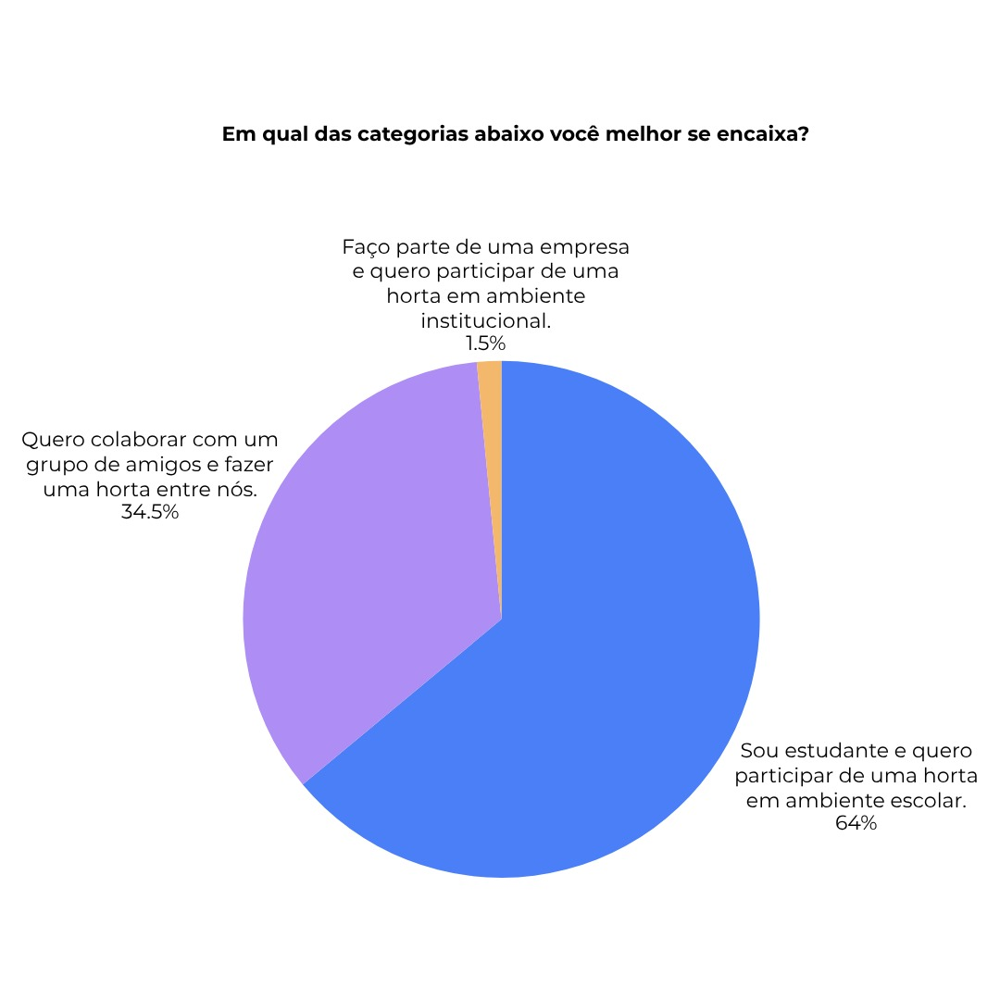 Em qual das categorias abaixo você melhor se encaixa?
Faço parte de uma empresa
e quero participar de uma
horta em ambiente
institucional.
1.5%
Quero colaborar com um
grupo de amigos e fazer
uma horta entre nós.
34.5%
Sou estudante e quero
participar de uma horta
em ambiente escolar.
64%